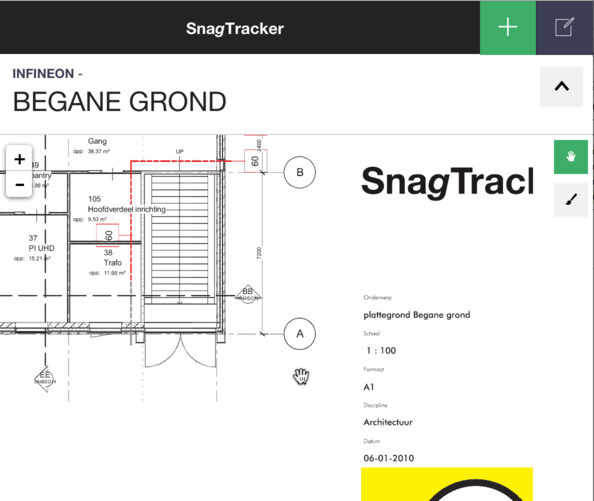 SnagTracker
INFINEON -
BEGANE GROND
Gang
opp: 38.37 m²
UP
60
2400
B
+
-
49
pantry
.88 m²
105
Hoofdverdeel inrichting
opp: 9.53 m²
60
37
PI UHD
opp: 15.21 m²
38
Trafo
opp: 11.66 m²
7200
BB
A
EE
SnagTrac
Onderwerp
plattegrond Begane grond
Schaal
1 : 100
Formaat
A1
Discipline
Architectuur
Datum
06-01-2010